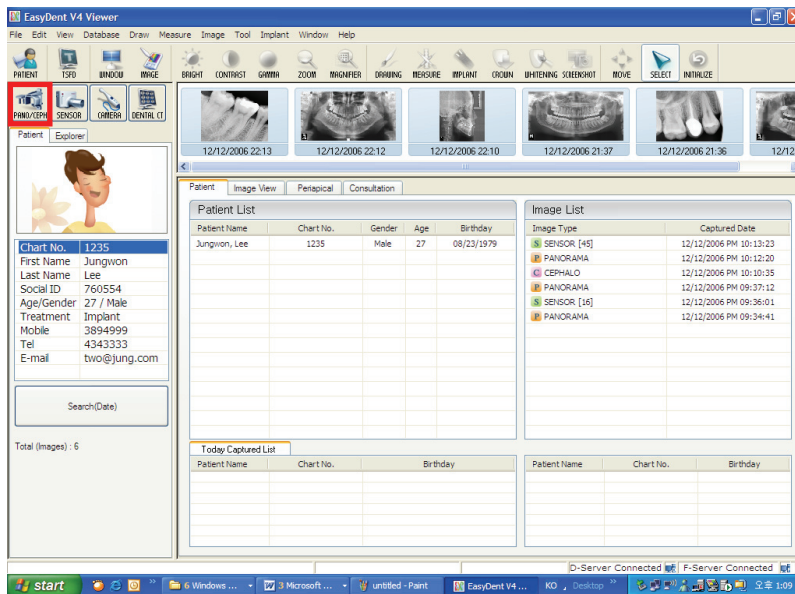 EasyDent V4 Viewer
File Edit View Database Draw Measure Image Tool Implant Window Help
PATIENT TSFD WINDOW IMAGE BRIGHT CONTRAST GAMMA ZOOM MAGNIFIER DRAWING MEASURE IMPLANT CROWN WHITENING SCREENSHOT MOVE SELECT INITIALIZE
PANO/CEPH SENSOR CAMERA DENTAL CT
12/12/2006 22:13 12/12/2006 22:12 12/12/2006 22:10 12/12/2006 21:37 12/12/2006 21:36 12/12
Patient Explorer
Patient Image View Periapical Consultation
Patient List
Patient Name Chart No. Gender Age Birthday
Jungwon, Lee 1235 Male 27 08/23/1979
Image List
Image Type Captured Date
S SENSOR [45] 12/12/2006 PM 10:13:23
P PANORAMA 12/12/2006 PM 10:12:20
C CEPHALO 12/12/2006 PM 10:10:35
P PANORAMA 12/12/2006 PM 09:37:12
S SENSOR [16] 12/12/2006 PM 09:36:01
P PANORAMA 12/12/2006 PM 09:34:41
Chart No. 1235
First Name Jungwon
Last Name Lee
Social ID 760554
Age/Gender 27 / Male
Treatment Implant
Mobile 3894999
Tel 4343333
E-mail two@jung.com
Search(Date)
Total (Images) : 6
Today Captured List
Patient Name Chart No. Birthday
Patient Name Chart No. Birthday
D-Server Connected F-Server Connected
start 6 Windows ... 3 Microsoft ... untitled - Paint EasyDent V4 ... KO Desktop 오후 1:09